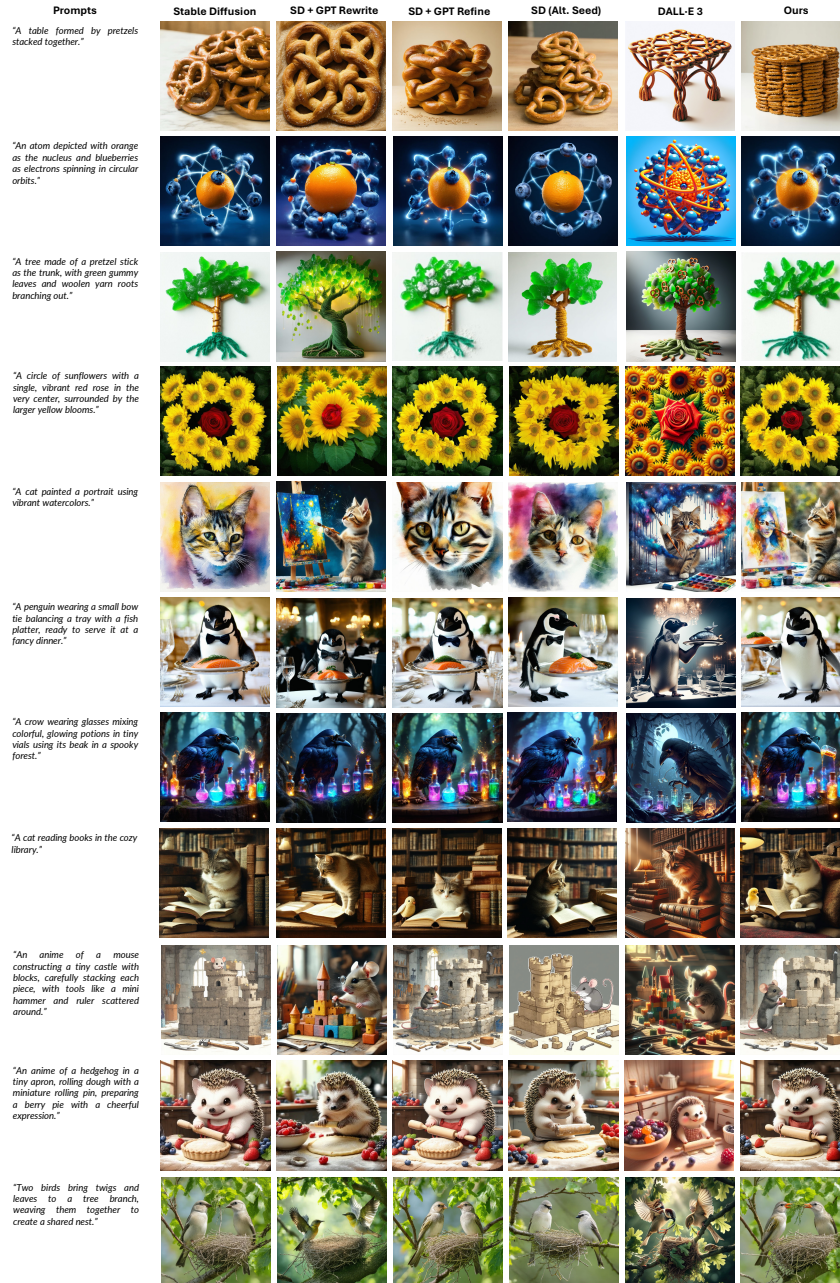 Prompts Stable Diffusion SD + GPT Rewrite SD + GPT Refine SD (Alt. Seed) DALL·E 3 Ours
"A table formed by pretzels
stacked together."
"An atom depicted with orange
as the nucleus and blueberries
as electrons spinning in circular
orbits."
"A tree made of a pretzel stick
as the trunk, with green gummy
leaves and woolen yarn roots
branching out."
"A circle of sunflowers with a
single, vibrant red rose in the
very center, surrounded by the
larger yellow blooms."
"A cat painted a portrait using
vibrant watercolors."
"A penguin wearing a small bow
tie balancing a tray with a fish
platter, ready to serve it at a
fancy dinner."
"A crow wearing glasses mixing
colorful, glowing potions in tiny
vials using its beak in a spooky
forest."
"A cat reading books in the cozy
library."
"An anime of a mouse
constructing a tiny castle with
blocks, carefully stacking each
piece, with tools like a mini
hammer and ruler scattered
around."
"An anime of a hedgehog in a
tiny apron, rolling dough with a
miniature rolling pin, preparing
a berry pie with a cheerful
expression."
"Two birds bring twigs and
leaves to a tree branch,
weaving them together to
create a shared nest."